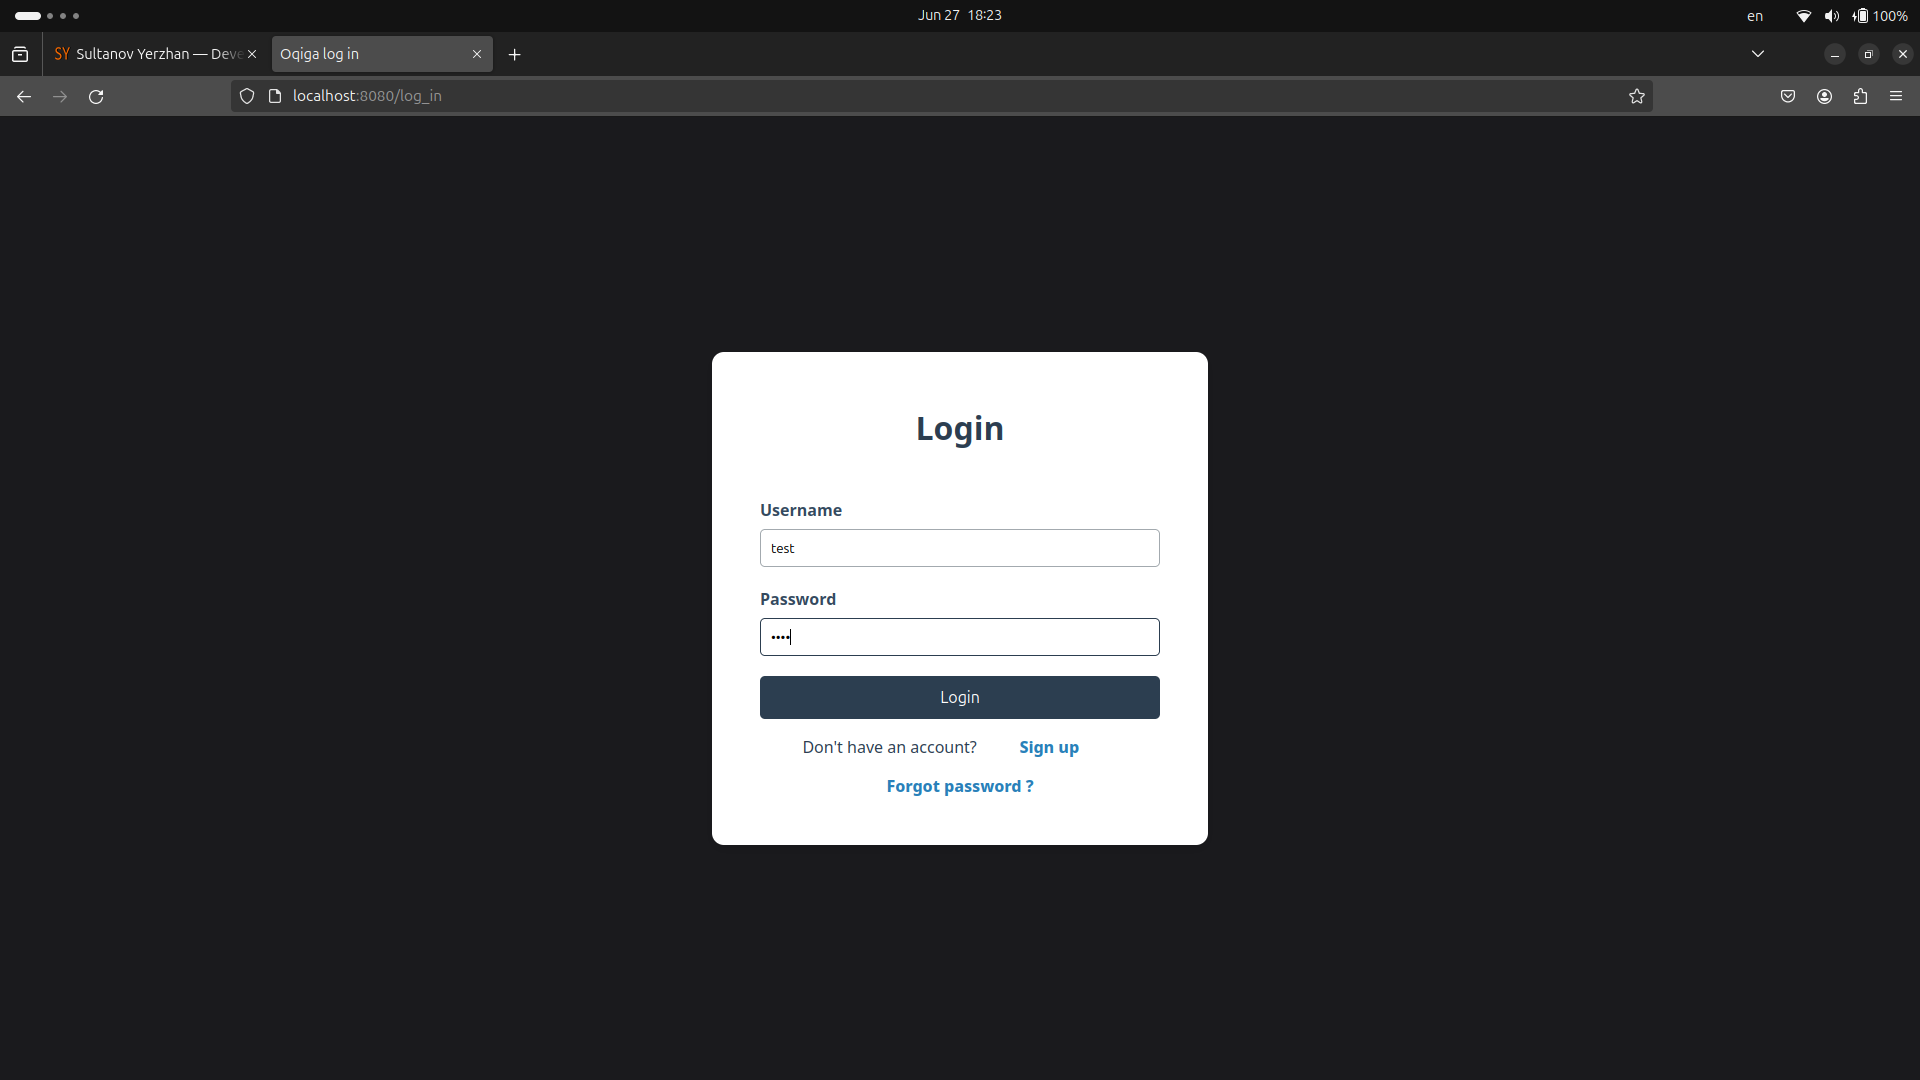 Jun 27 18:23
en
100%
SY Sultanov Yerzhan — Deve
Oqiga log in
localhost:8080/log_in
Login
Username
test
Password
••••
Login
Don't have an account? Sign up
Forgot password ?